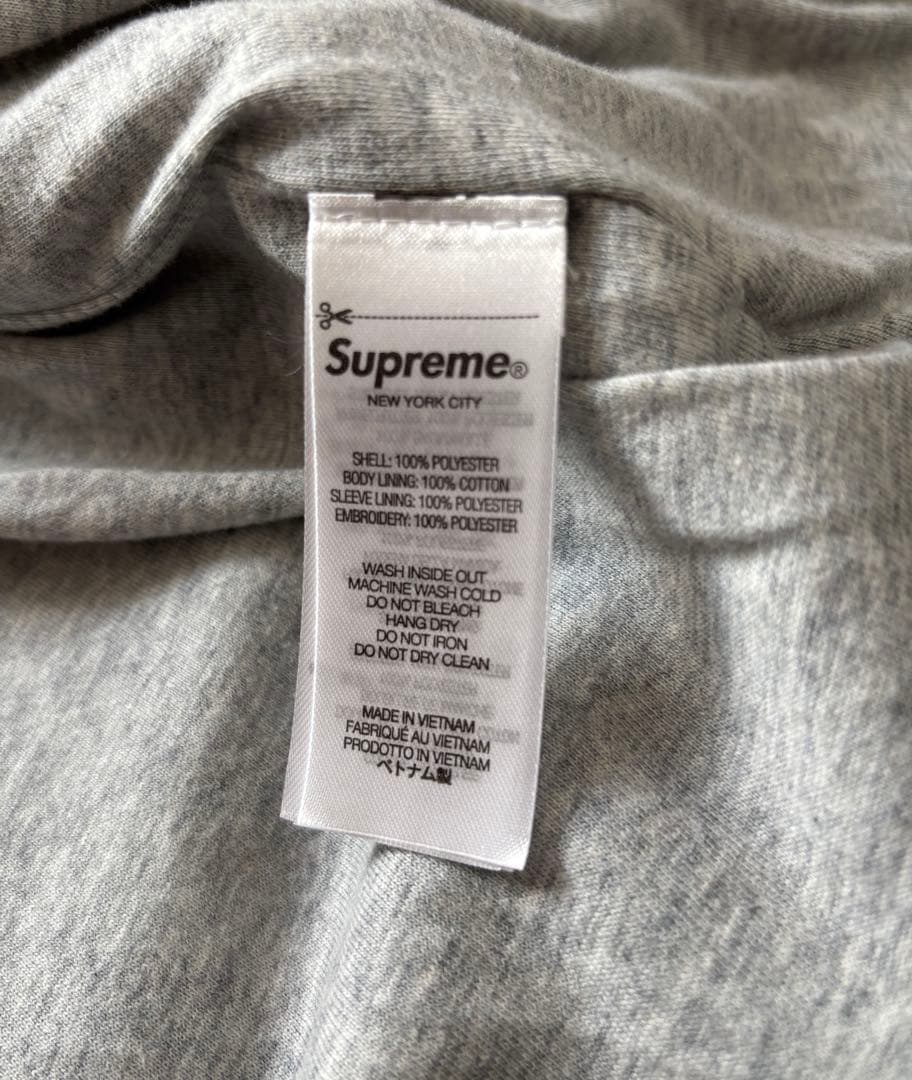 Supreme®
NEW YORK CITY
SHELL: 100% POLYESTER
BODY LINING: 100% COTTON
SLEEVE LINING: 100% POLYESTER
EMBROIDERY: 100% POLYESTER
WASH INSIDE OUT
MACHINE WASH COLD
DO NOT BLEACH
HANG DRY
DO NOT IRON
DO NOT DRY CLEAN
MADE IN VIETNAM
FABRIQUÉ AU VIETNAM
PRODOTTO IN VIETNAM
ベトナム製